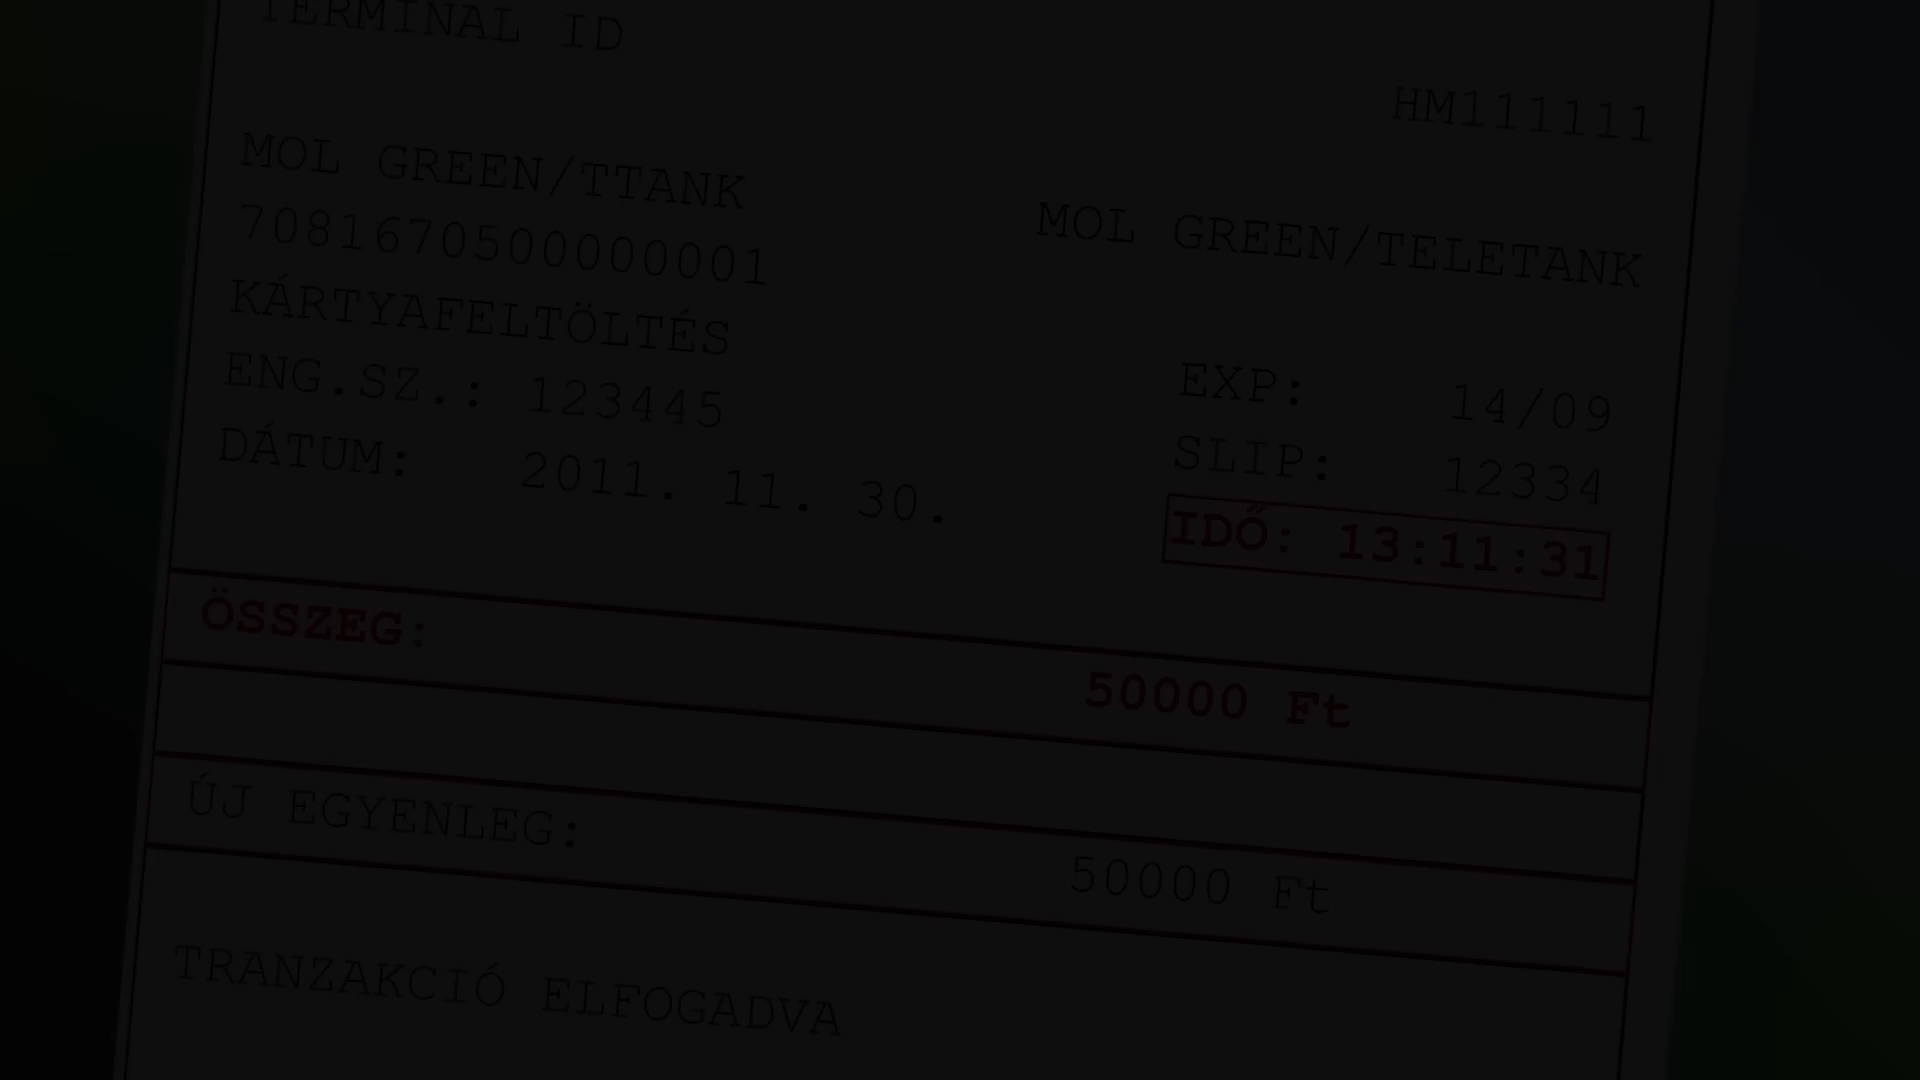 TERMINAL ID
HM111111
MOL GREEN/TTANK
MOL GREEN/TELETANK
7081670500000001
KÁRTYAFELTÖLTÉS
EXP: 14/09
ENG.SZ.: 123445
SLIP: 12334
DÁTUM: 2011. 11. 30.
IDŐ: 13:11:31
ÖSSZEG: 50000 Ft
ÚJ EGYENLEG: 50000 Ft
TRANZAKCIÓ ELFOGADVA